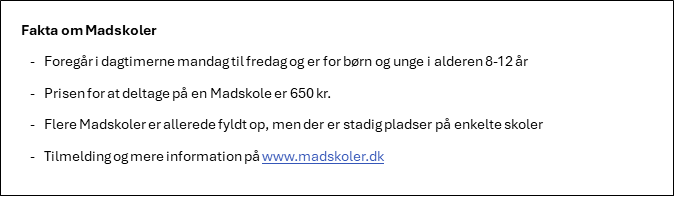 Fakta om Madskoler
- Foregår i dagtimerne mandag til fredag og er for børn og unge i alderen 8-12 år
- Prisen for at deltage på en Madskole er 650 kr.
- Flere Madskoler er allerede fyldt op, men der er stadig pladser på enkelte skoler
- Tilmelding og mere information på www.madskoler.dk